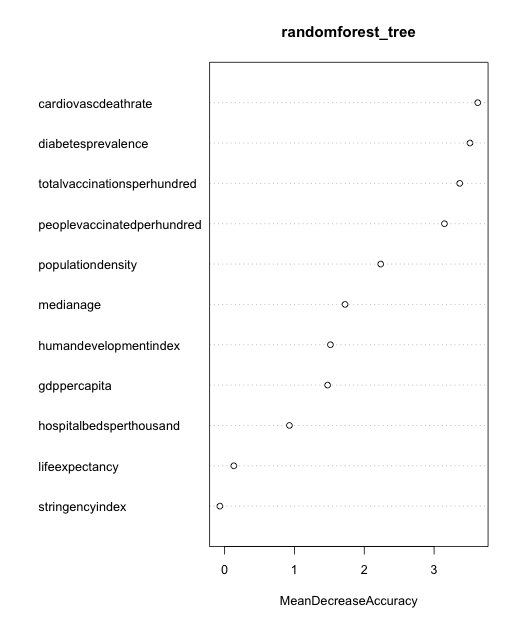 randomforest_tree
cardiovascdeathrate
diabetesprevalence
totalvaccinationsperhundred
peoplevaccinatedperhundred
populationdensity
medianage
humandevelopmentindex
gdppercapita
hospitalbedsperthousand
lifeexpectancy
stringencyindex
0 1 2 3
MeanDecreaseAccuracy